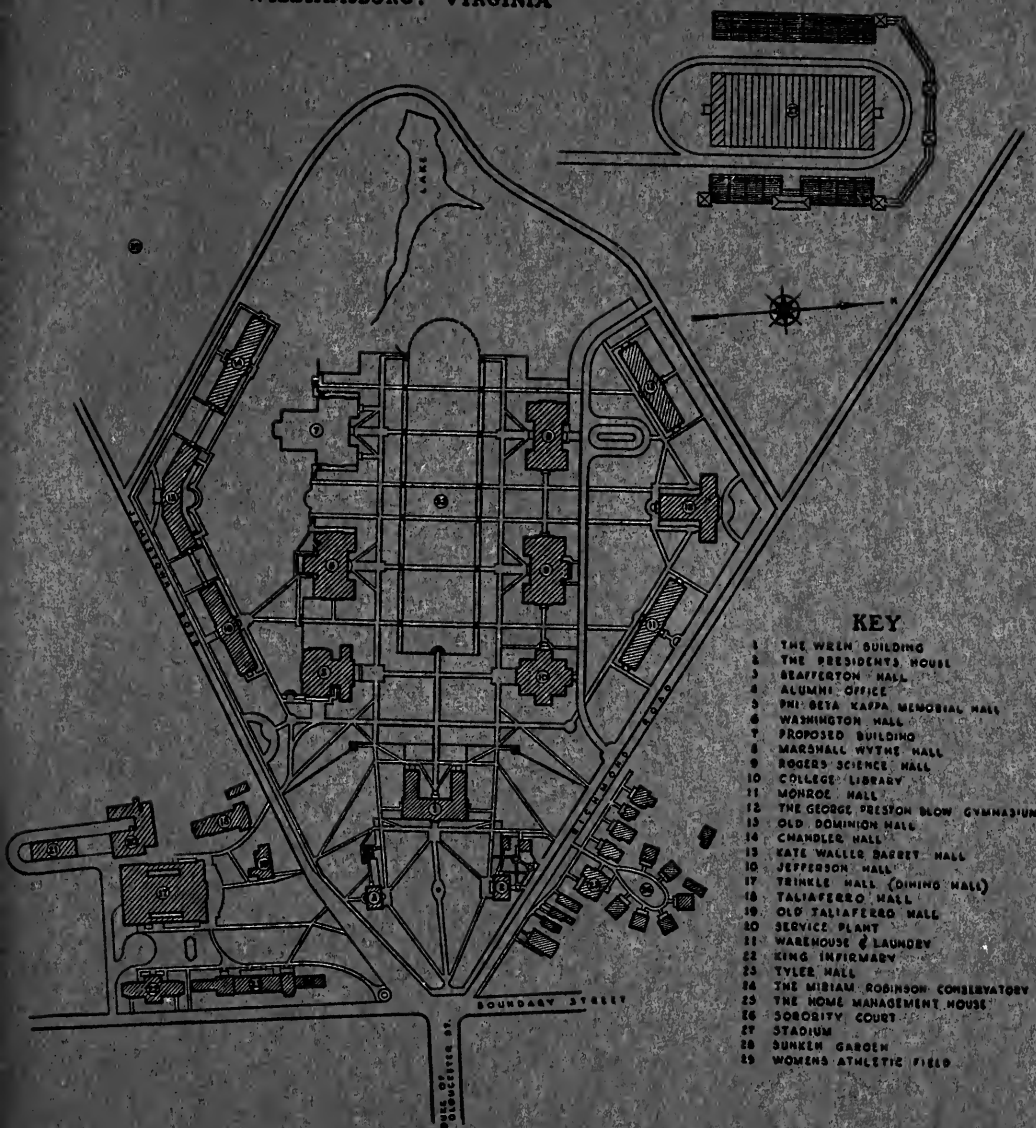 VIRGINIA
LAKE
N
JAMESTOWN ROAD
RICHMOND ROAD
BOUNDARY STREET
DUKE OF
GLOUCESTER ST.
KEY
1 THE WREN BUILDING
2 THE PRESIDENTS HOUSE
3 BRAFFERTON HALL
4 ALUMNI OFFICE
5 PHI BETA KAPPA MEMORIAL HALL
6 WASHINGTON HALL
7 PROPOSED BUILDING
8 MARSHALL WYTHE HALL
9 ROGERS SCIENCE HALL
10 COLLEGE LIBRARY
11 MONROE HALL
12 THE GEORGE PRESTON BLOW GYMNASIUM
13 OLD DOMINION HALL
14 CHANDLER HALL
15 KATE WALLER BARRET HALL
16 JEFFERSON HALL
17 TRINKLE HALL (DINING HALL)
18 TALIAFERRO HALL
19 OLD TALIAFERRO HALL
20 SERVICE PLANT
21 WAREHOUSE & LAUNDRY
22 KING INFIRMARY
23 TYLER HALL
24 THE MIRIAM ROBINSON CONSERVATORY
25 THE HOME MANAGEMENT HOUSE
26 SORORITY COURT
27 STADIUM
28 SUNKEN GARDEN
29 WOMENS ATHLETIC FIELD